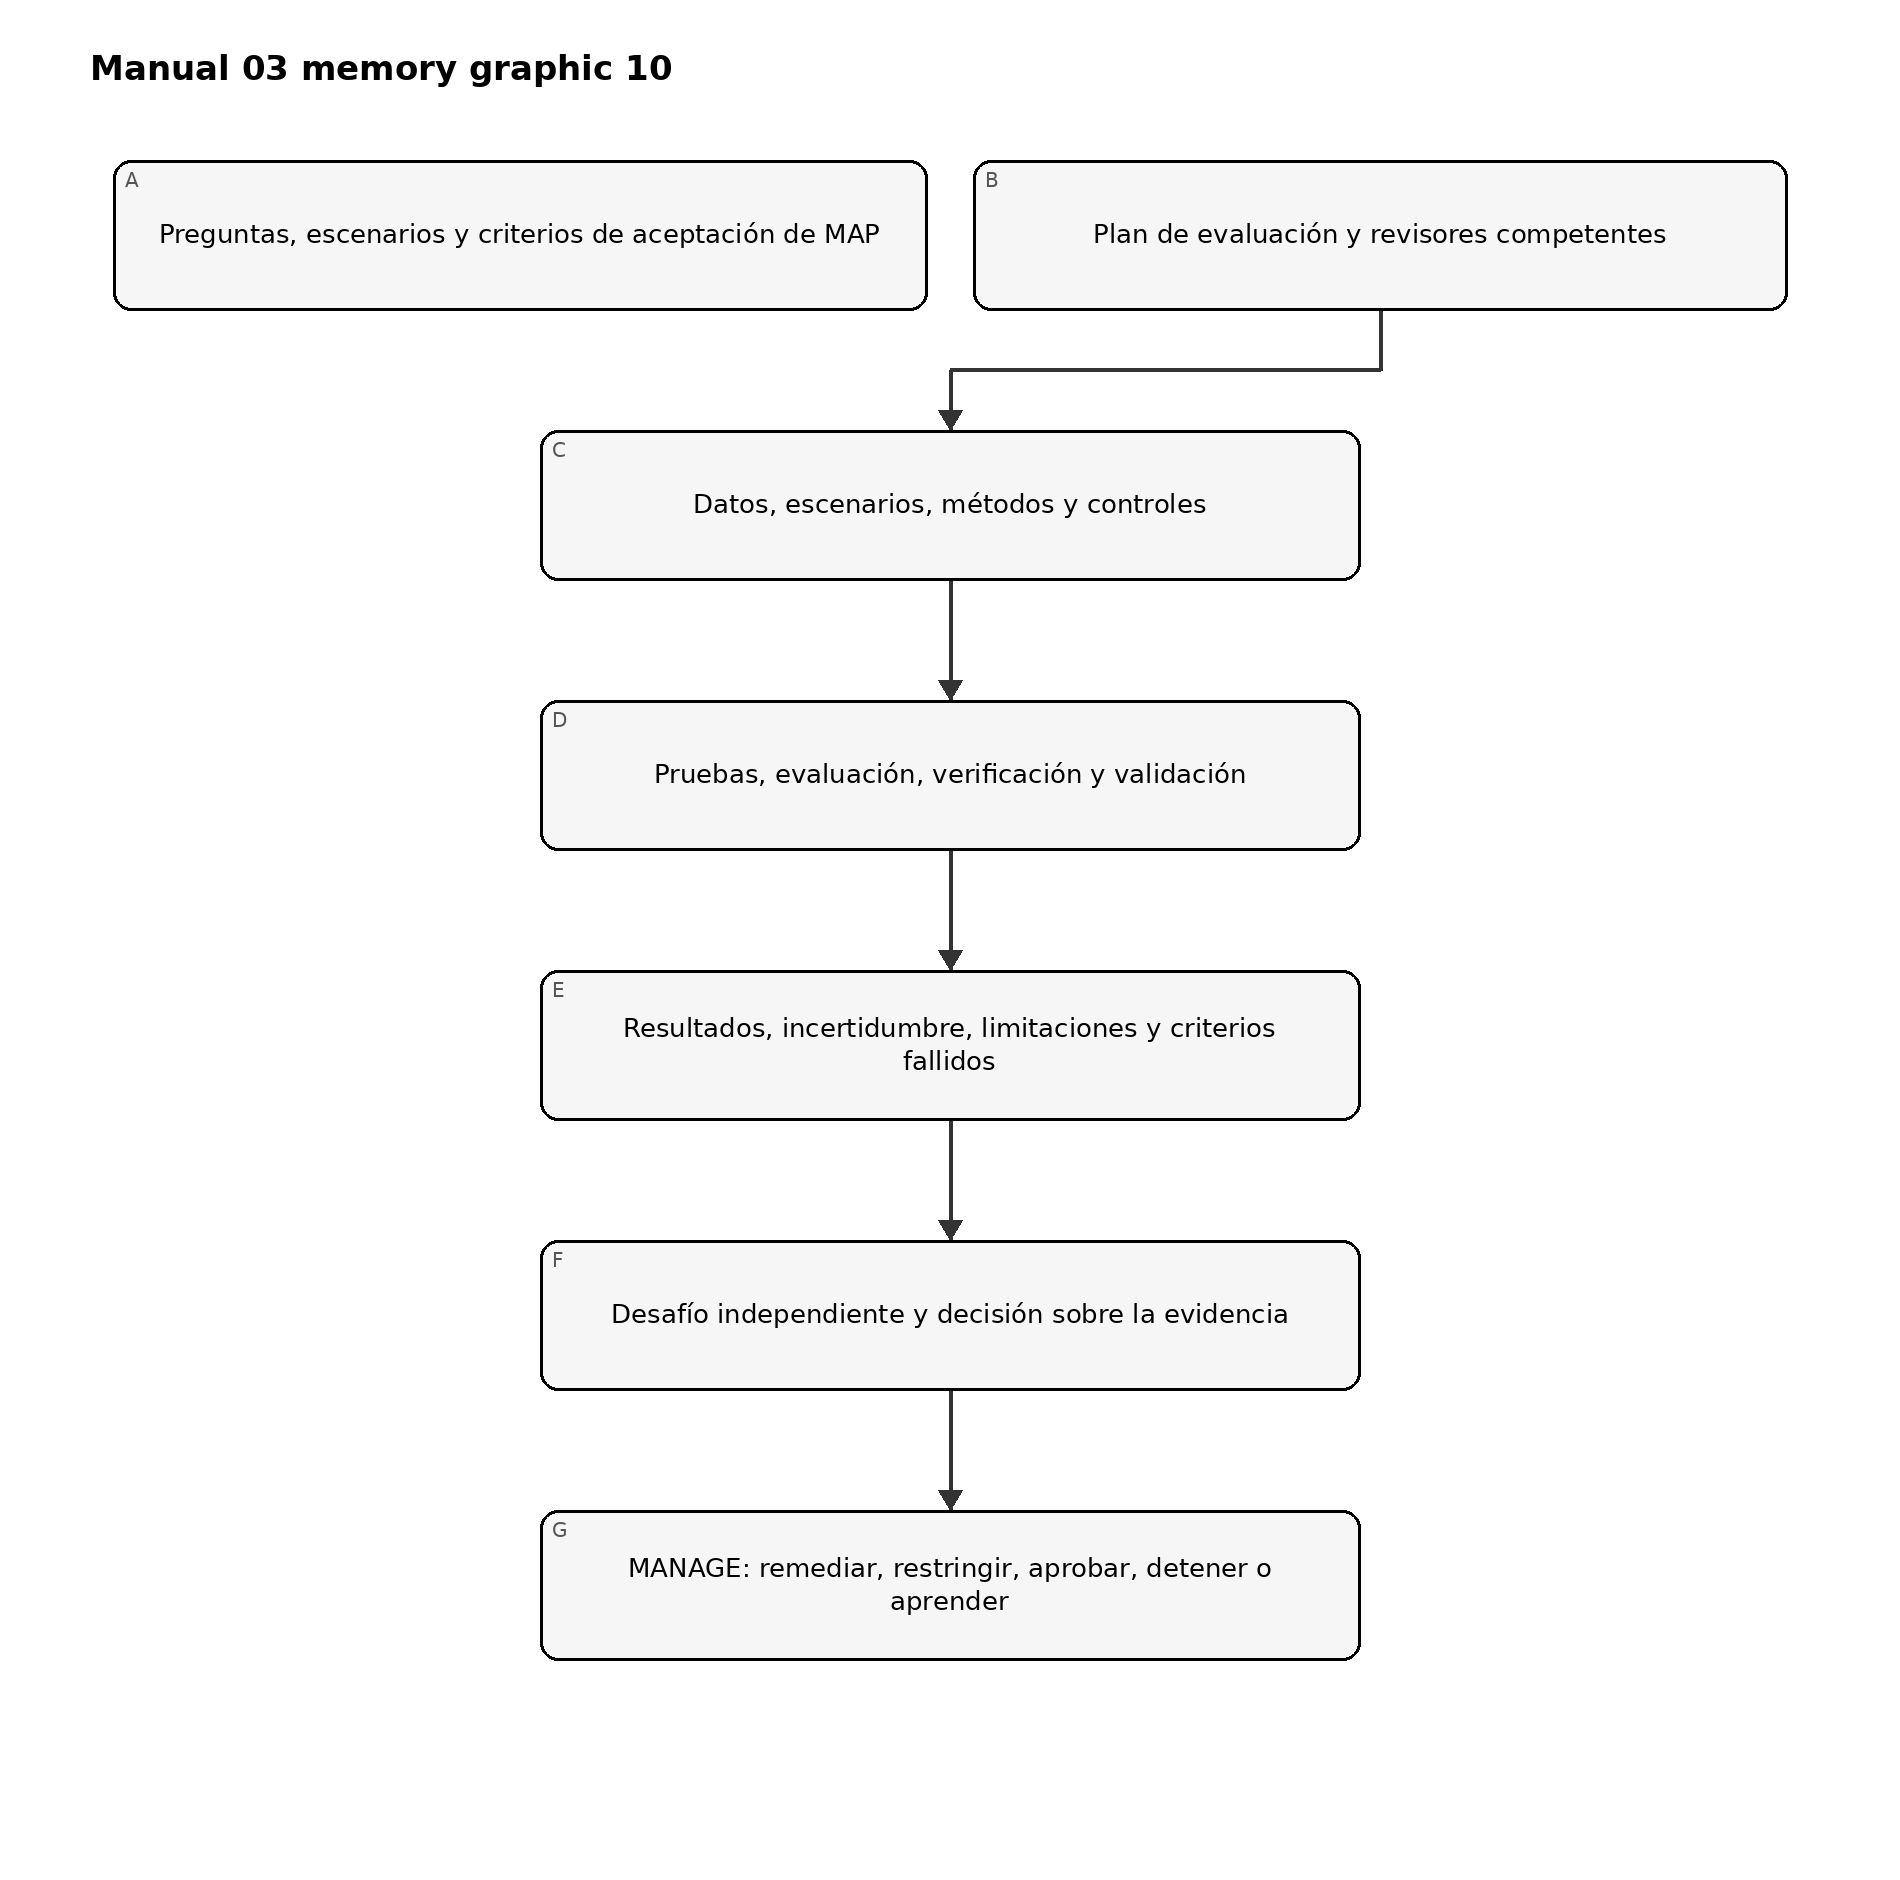 Manual 03 memory graphic 10
A
Preguntas, escenarios y criterios de aceptación de MAP
B
Plan de evaluación y revisores competentes
C
Datos, escenarios, métodos y controles
D
Pruebas, evaluación, verificación y validación
E
Resultados, incertidumbre, limitaciones y criterios
fallidos
F
Desafío independiente y decisión sobre la evidencia
G
MANAGE: remediar, restringir, aprobar, detener o
aprender